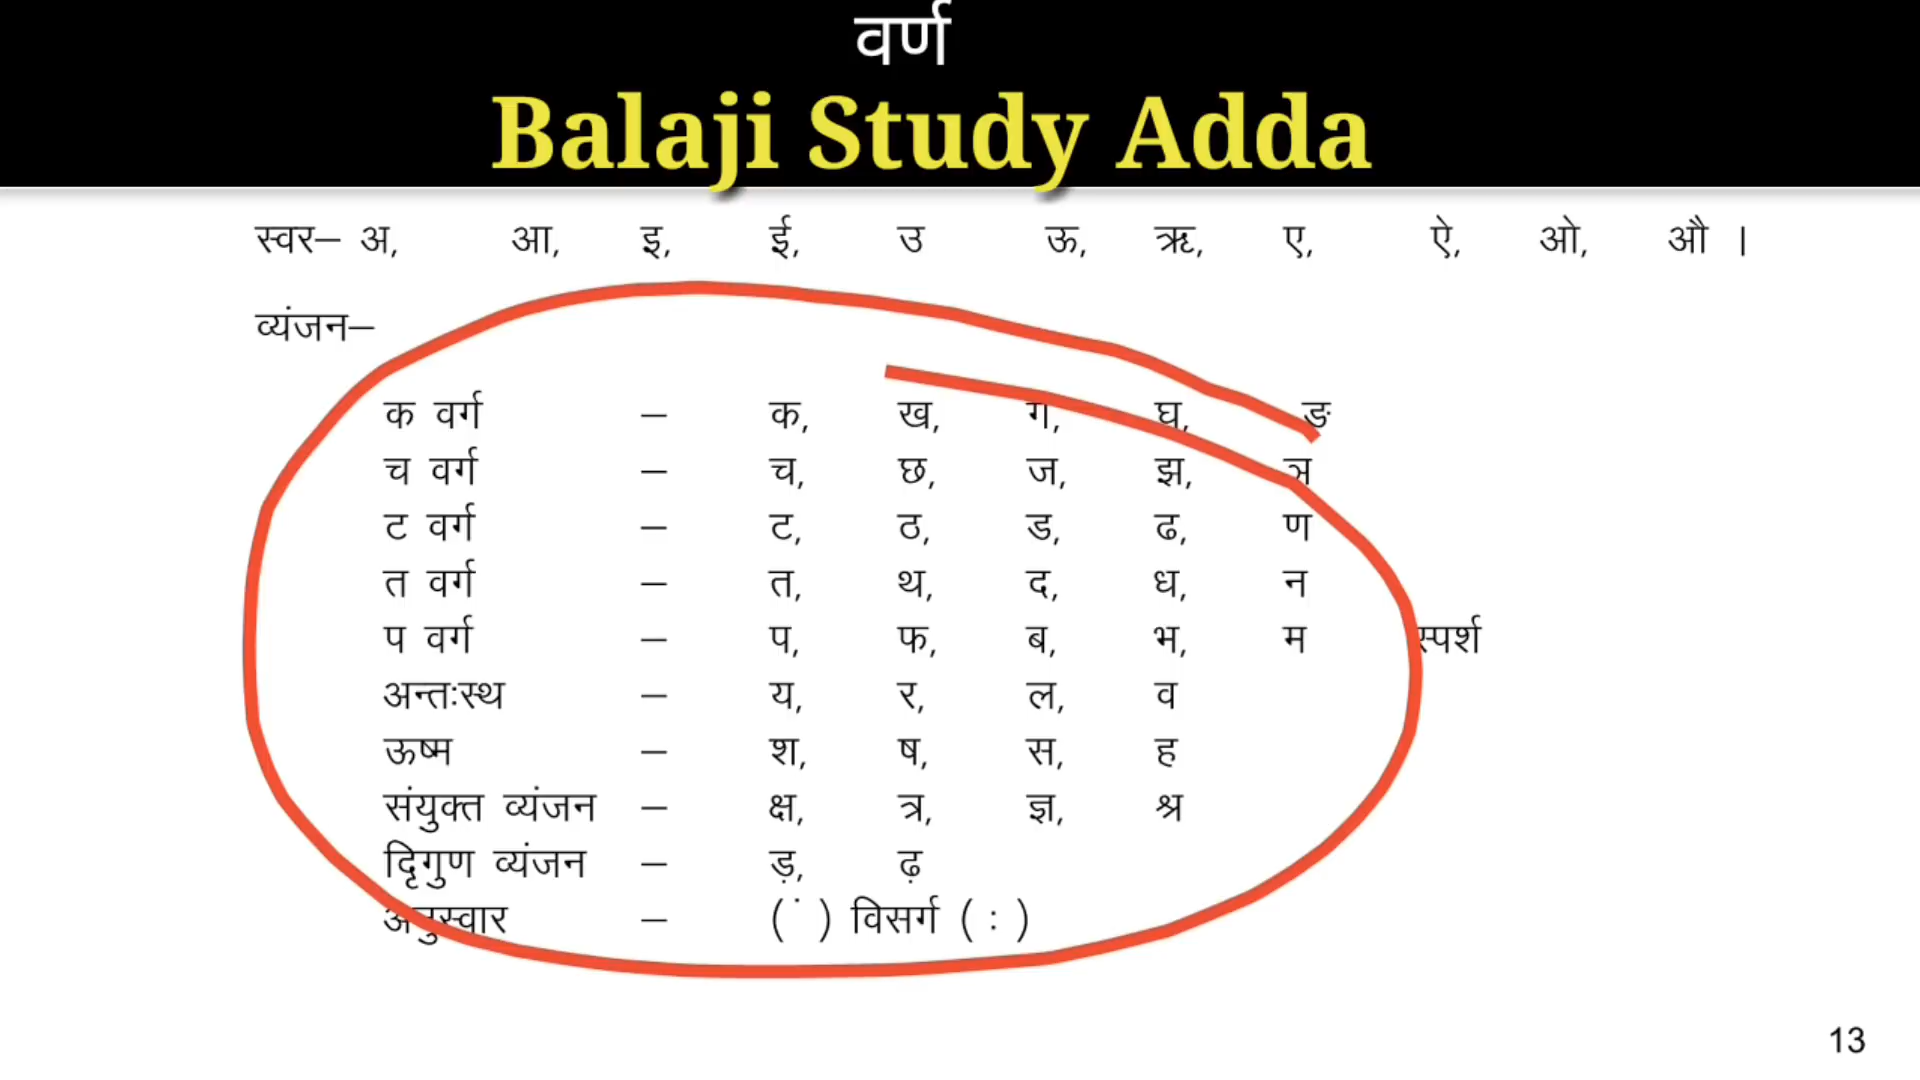 वर्ण
Balaji Study Adda
स्वर– अ, आ, इ, ई, उ ऊ, ऋ, ए, ऐ, ओ, औ ।
व्यंजन–
क वर्ग – क, ख, ग, घ, ङ
च वर्ग – च, छ, ज, झ, ञ
ट वर्ग – ट, ठ, ड, ढ, ण
त वर्ग – त, थ, द, ध, न
प वर्ग – प, फ, ब, भ, म स्पर्श
अन्तःस्थ – य, र, ल, व
ऊष्म – श, ष, स, ह
संयुक्त व्यंजन – क्ष, त्र, ज्ञ, श्र
द्विृगुण व्यंजन – ड़, ढ़
अनुस्वार – ( ˙ ) विसर्ग ( : )
13